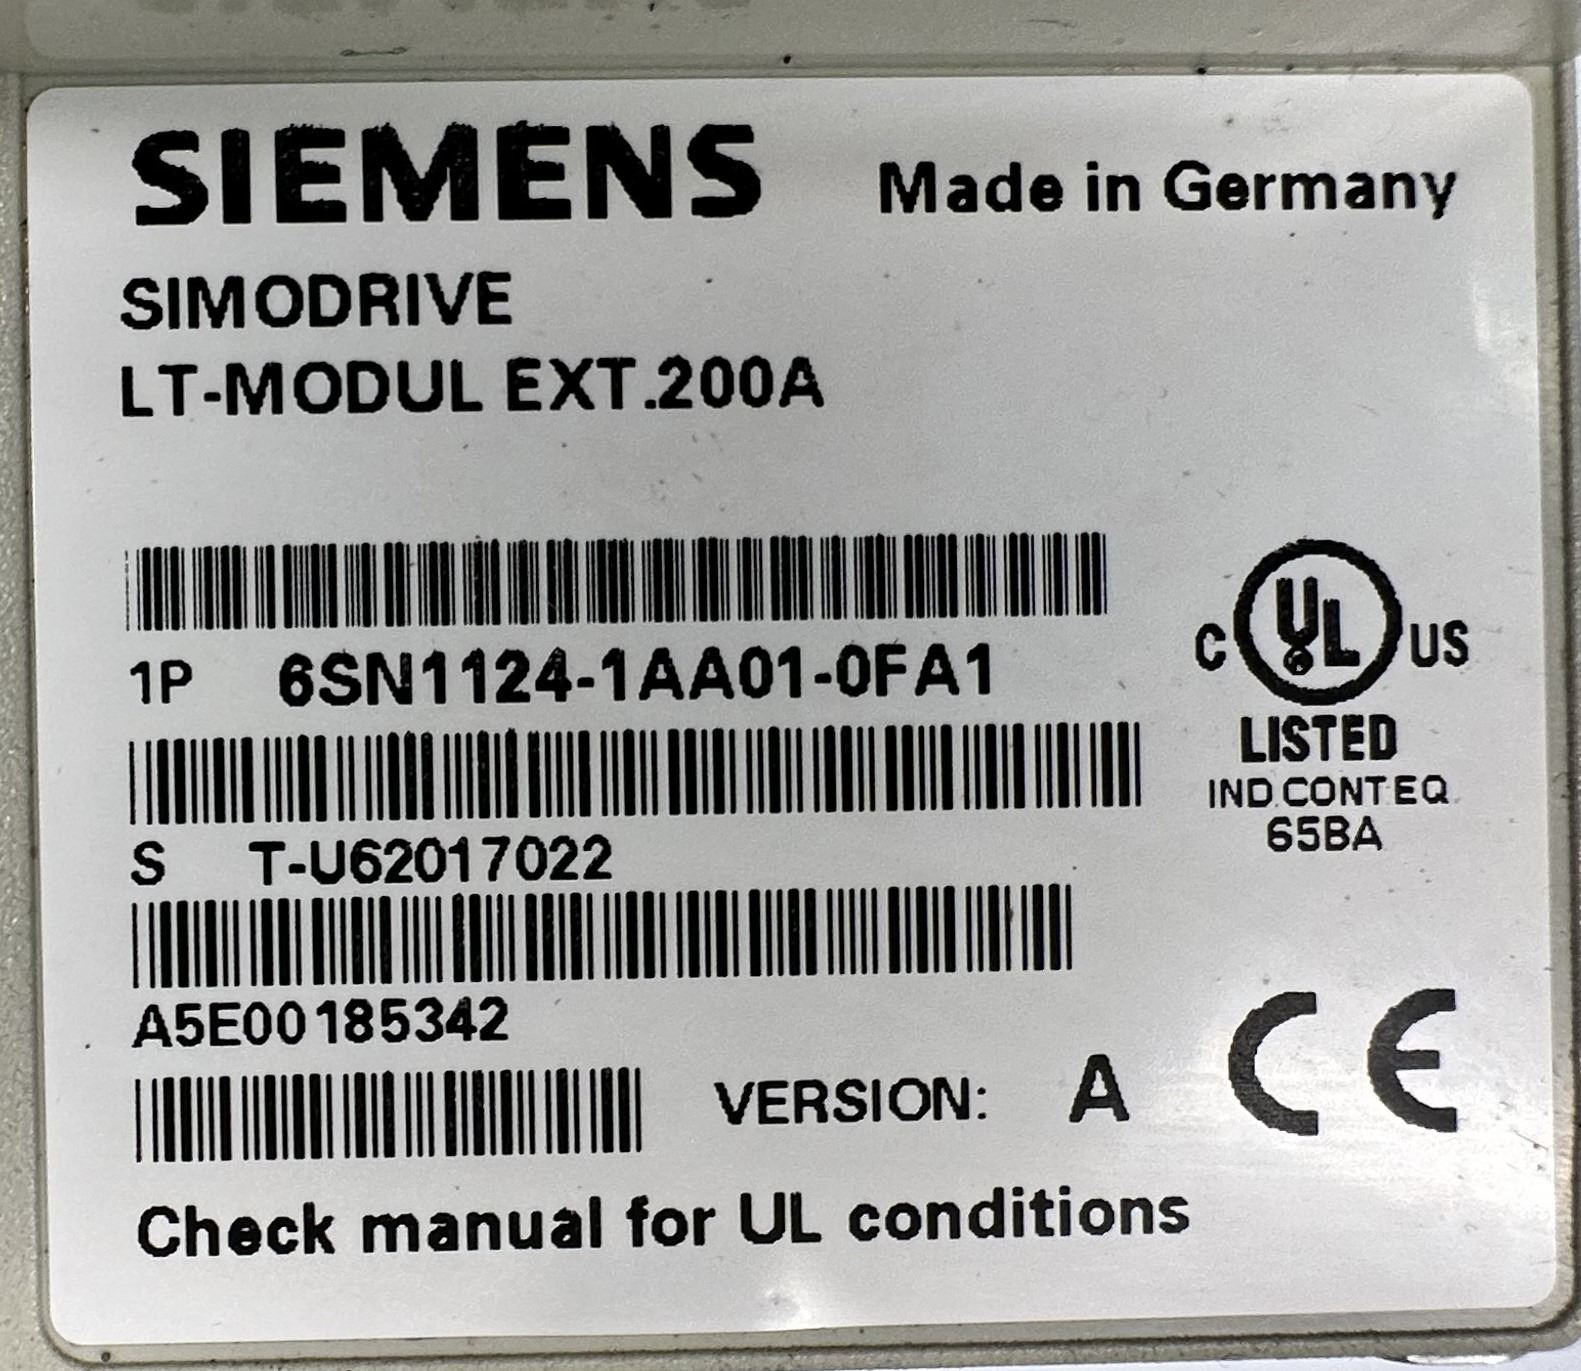 SIEMENS Made in Germany
SIMODRIVE
LT-MODUL EXT.200A
1P 6SN1124-1AA01-0FA1
C UL US
LISTED
IND.CONT.EQ.
65BA
S T-U62017022
A5E00185342
VERSION: A CE
Check manual for UL conditions